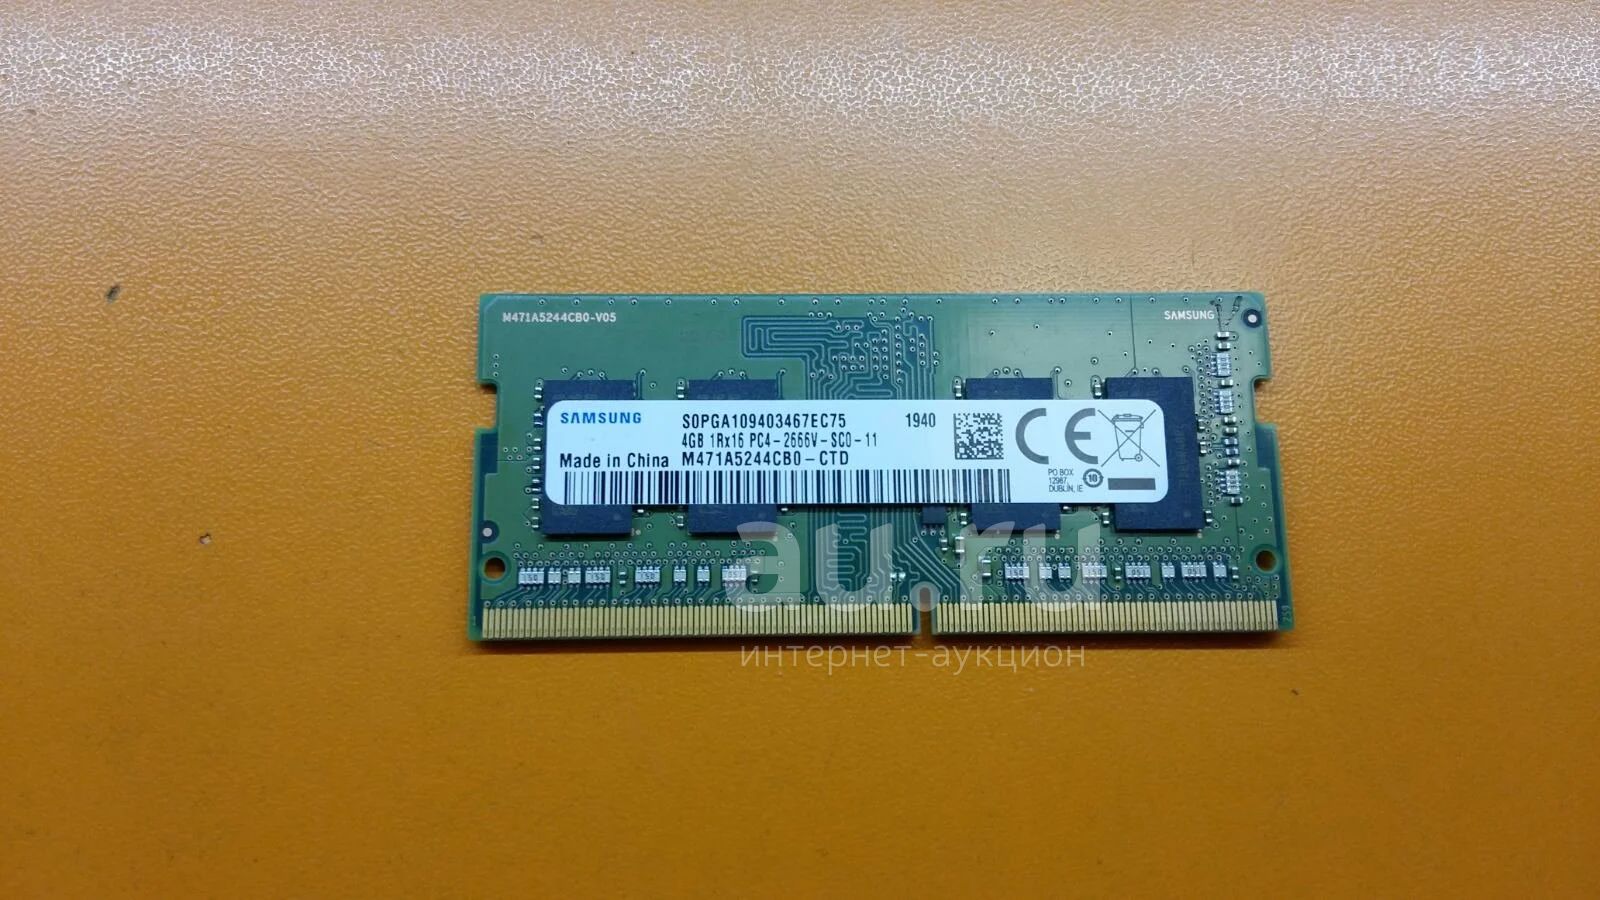 M471A5244CB0-V05
SAMSUNG
SAMSUNG S0PGA109403467EC75 1940
4GB 1Rx16 PC4-2666V-SC0-11
Made in China M471A5244CB0-CTD
CE
PO BOX
12987,
DUBLIN, IE
10
au.ru
интернет-аукцион